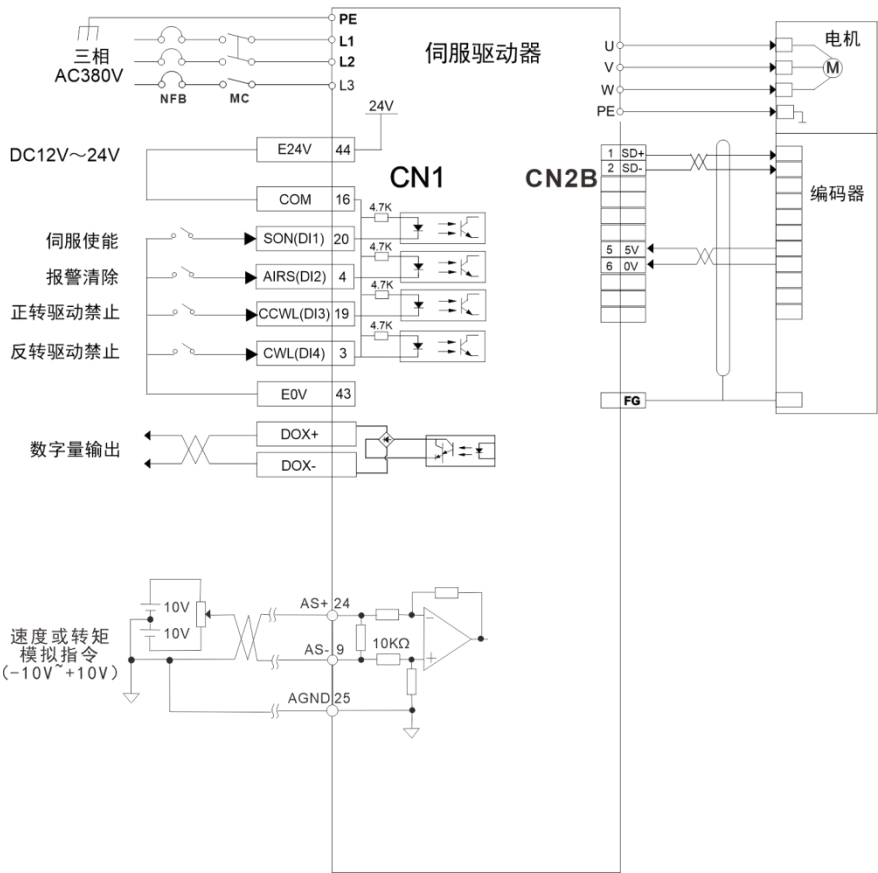 PE
L1
L2
L3
三相
AC380V
NFB
MC
伺服驱动器
U
V
W
PE
电机
M
24V
DC12V～24V
E24V 44
CN1
CN2B
COM 16
4.7K
伺服使能
SON(DI1) 20
4.7K
报警清除
AIRS(DI2) 4
4.7K
正转驱动禁止
CCWL(DI3) 19
4.7K
反转驱动禁止
CWL(DI4) 3
E0V 43
1 SD+
2 SD-
5 5V
6 0V
FG
编码器
数字量输出
DOX+
DOX-
10V
10V
速度或转矩
模拟指令
(-10V~+10V)
AS+ 24
AS- 9
10KΩ
AGND 25